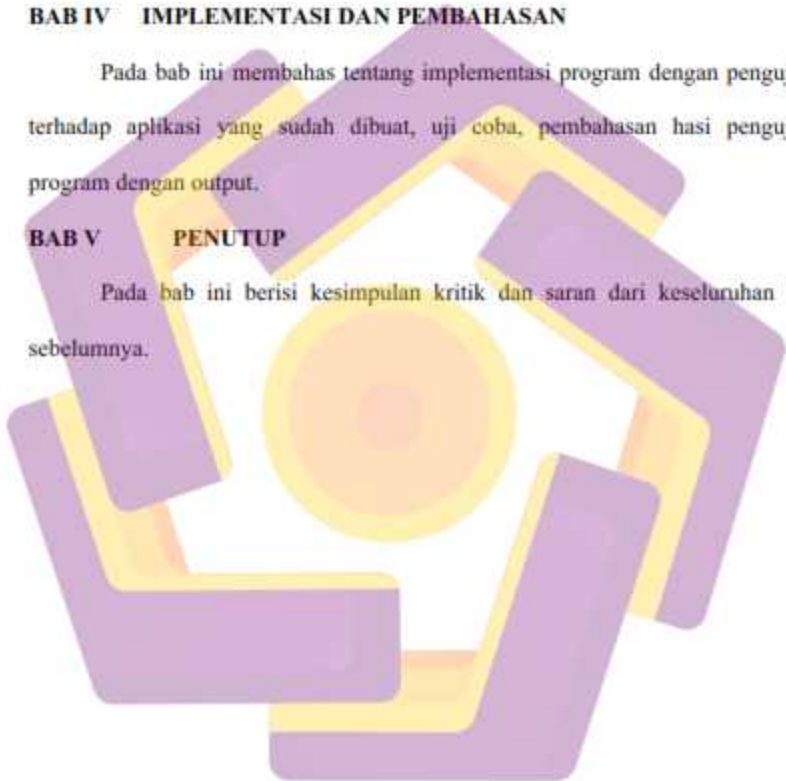 BAB IV IMPLEMENTASI DAN PEMBAHASAN
Pada bab ini membahas tentang implementasi program dengan
terhadap aplikasi yang sudah dibuat, uji coba, pembahasan hasi
program dengan output.
BAB V PENUTUP
Pada bab ini berisi kesimpulan kritik dan saran dari keseluruhan
sebelumnya.